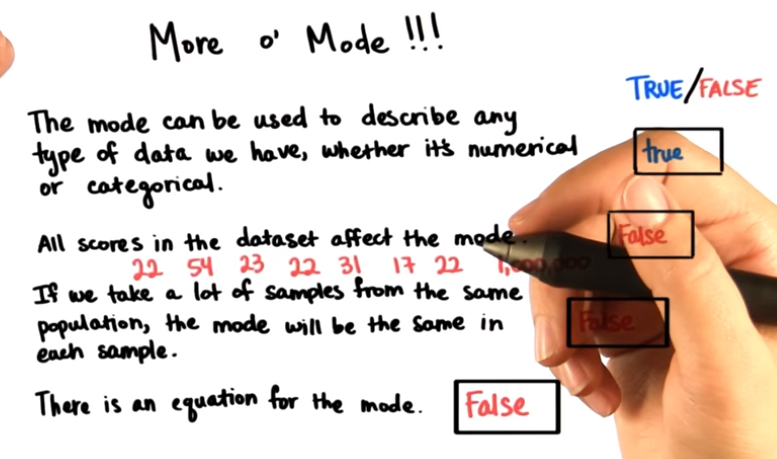 More o' Mode!!!
TRUE/FALSE
The mode can be used to describe any
type of data we have, whether it's numerical
or categorical.
true
All scores in the dataset affect the mode.
False
22 54 23 22 31 17 22 1,000,000
If we take a lot of samples from the same
population, the mode will be the same in
each sample.
False
There is an equation for the mode.
False